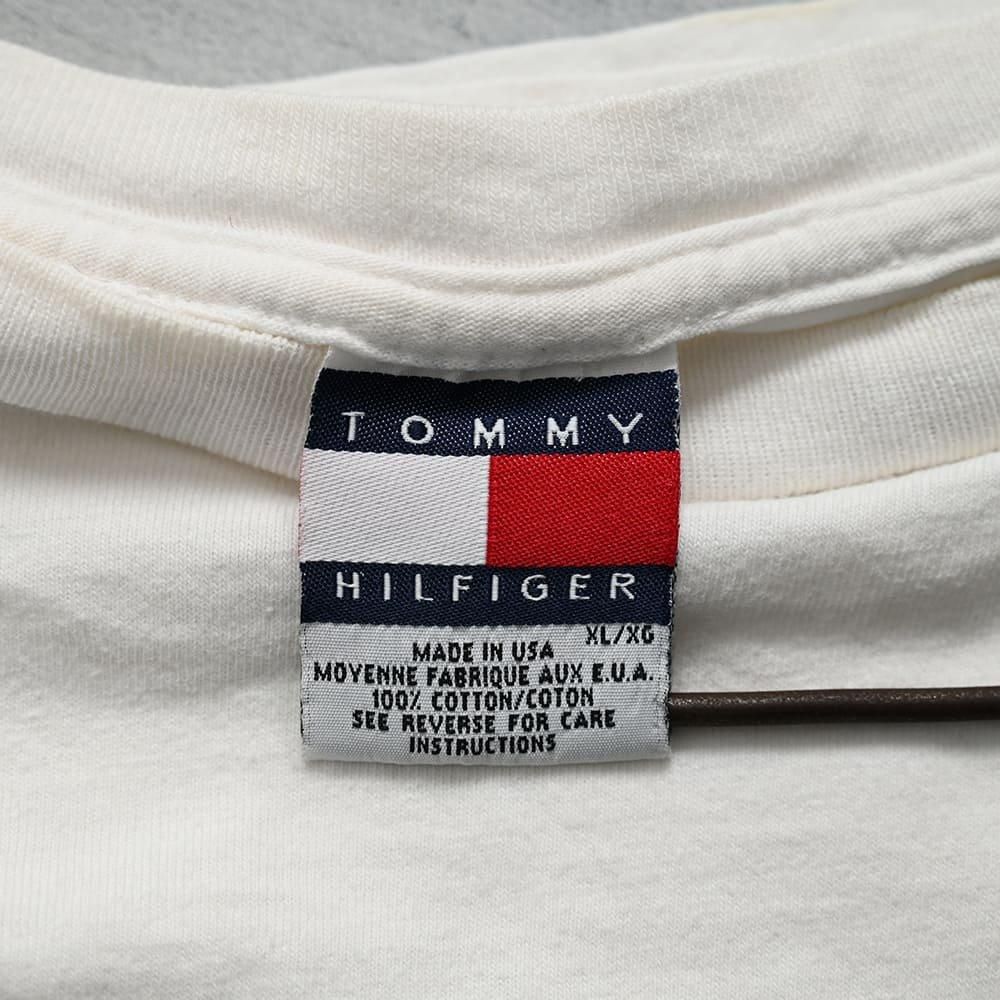 TOMMY
HILFIGER
XL/XG
MADE IN USA
MOYENNE FABRIQUE AUX E.U.A.
100% COTTON/COTON
SEE REVERSE FOR CARE
INSTRUCTIONS